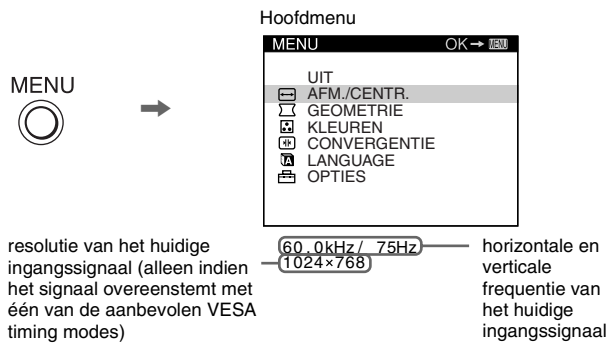 Hoofdmenu
MENU
MENU OK → MENU
UIT
AFM./CENTR.
GEOMETRIE
KLEUREN
CONVERGENTIE
LANGUAGE
OPTIES
60.0kHz/ 75Hz
1024×768
resolutie van het huidige
ingangssignaal (alleen indien
het signaal overeenstemt met
één van de aanbevolen VESA
timing modes)
horizontale en
verticale
frequentie van
het huidige
ingangssignaal